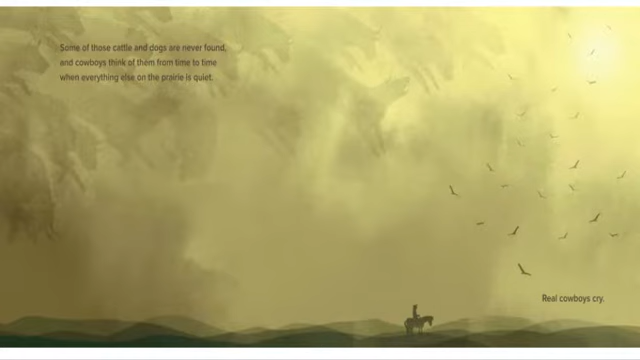 Some of those cattle and dogs are never found,
and cowboys think of them from time to time
when everything else on the prairie is quiet.
Real cowboys cry.